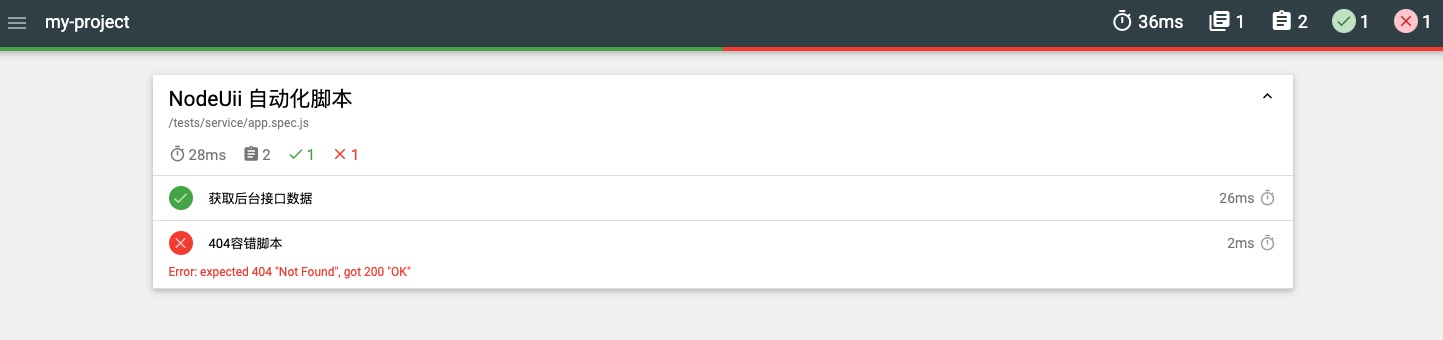 my-project
36ms 1 2 1 1
NodeUii 自动化脚本
/tests/service/app.spec.js
28ms 2 1 1
获取后台接口数据 26ms
404容错脚本 2ms
Error: expected 404 "Not Found", got 200 "OK"